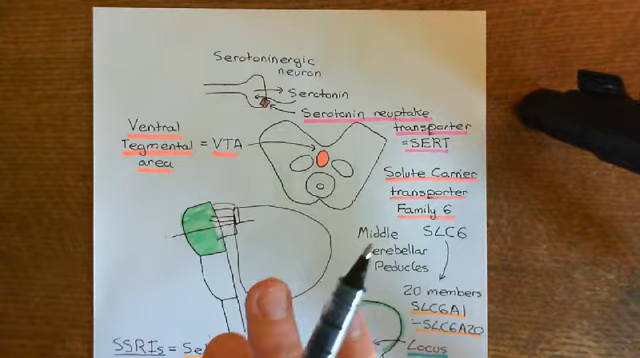 Serotoninergic
neuron
Serotonin
Serotonin reuptake
transporter
=SERT
Ventral
Tegmental = VTA
area
Solute Carrier
transporter
Family 6
SLC6
Middle
Cerebellar
Peducles
20 members
SLC6A1
-SLC6A20
Locus
SSRIs =